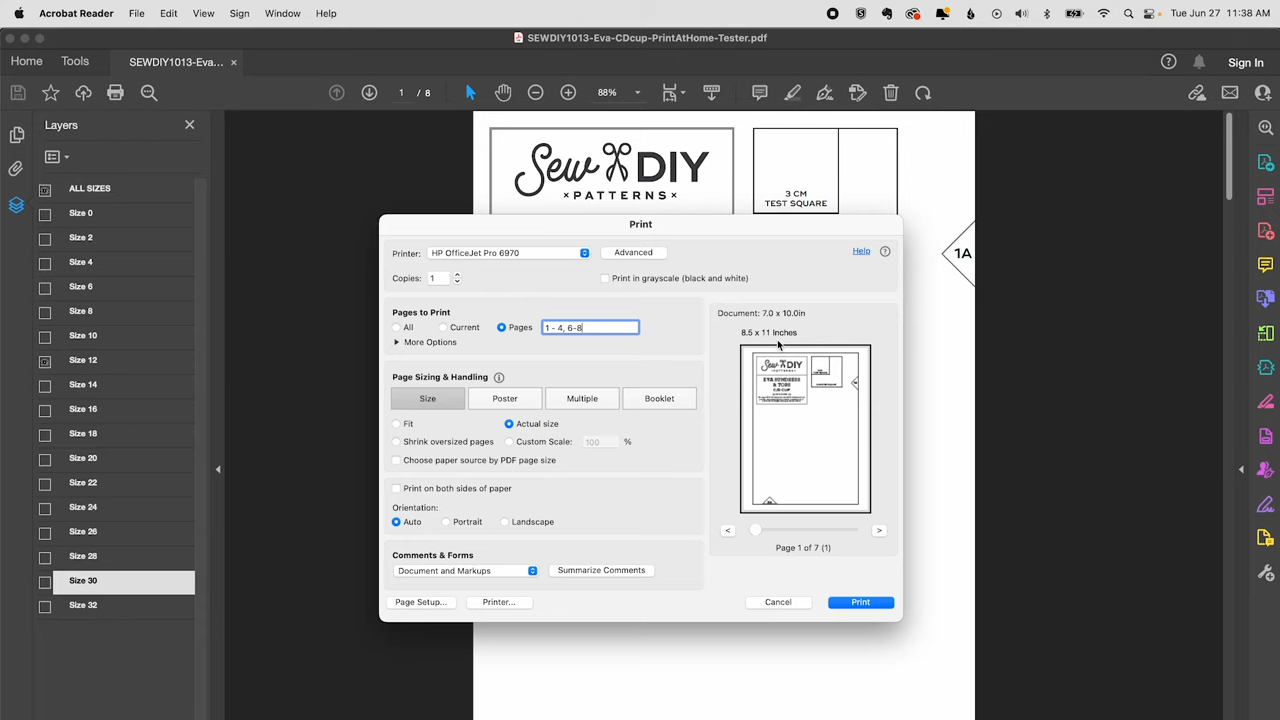 Acrobat Reader File Edit View Sign Window Help Tue Jun 27 11:38 AM
SEWDIY1013-Eva-CDcup-PrintAtHome-Tester.pdf
Home Tools SEWDIY1013-Eva... × Sign In
1 / 8 88%
Layers
ALL SIZES
Size 0
Size 2
Size 4
Size 6
Size 8
Size 10
Size 12
Size 14
Size 16
Size 18
Size 20
Size 22
Size 24
Size 26
Size 28
Size 30
Size 32
Sew DIY
×PATTERNS×
3 CM
TEST SQUARE
1A
Print
Printer: HP OfficeJet Pro 6970 Advanced Help ?
Copies: 1 Print in grayscale (black and white)
Pages to Print
All Current Pages 1 - 4, 6-8
More Options
Page Sizing & Handling
Size Poster Multiple Booklet
Fit Actual size
Shrink oversized pages Custom Scale: 100 %
Choose paper source by PDF page size
Print on both sides of paper
Orientation:
Auto Portrait Landscape
Comments & Forms
Document and Markups Summarize Comments
Document: 7.0 x 10.0in
8.5 x 11 Inches
Sew DIY
EVA SUNDRESS
& TOPS
C/D CUP
< >
Page 1 of 7 (1)
Page Setup... Printer... Cancel Print